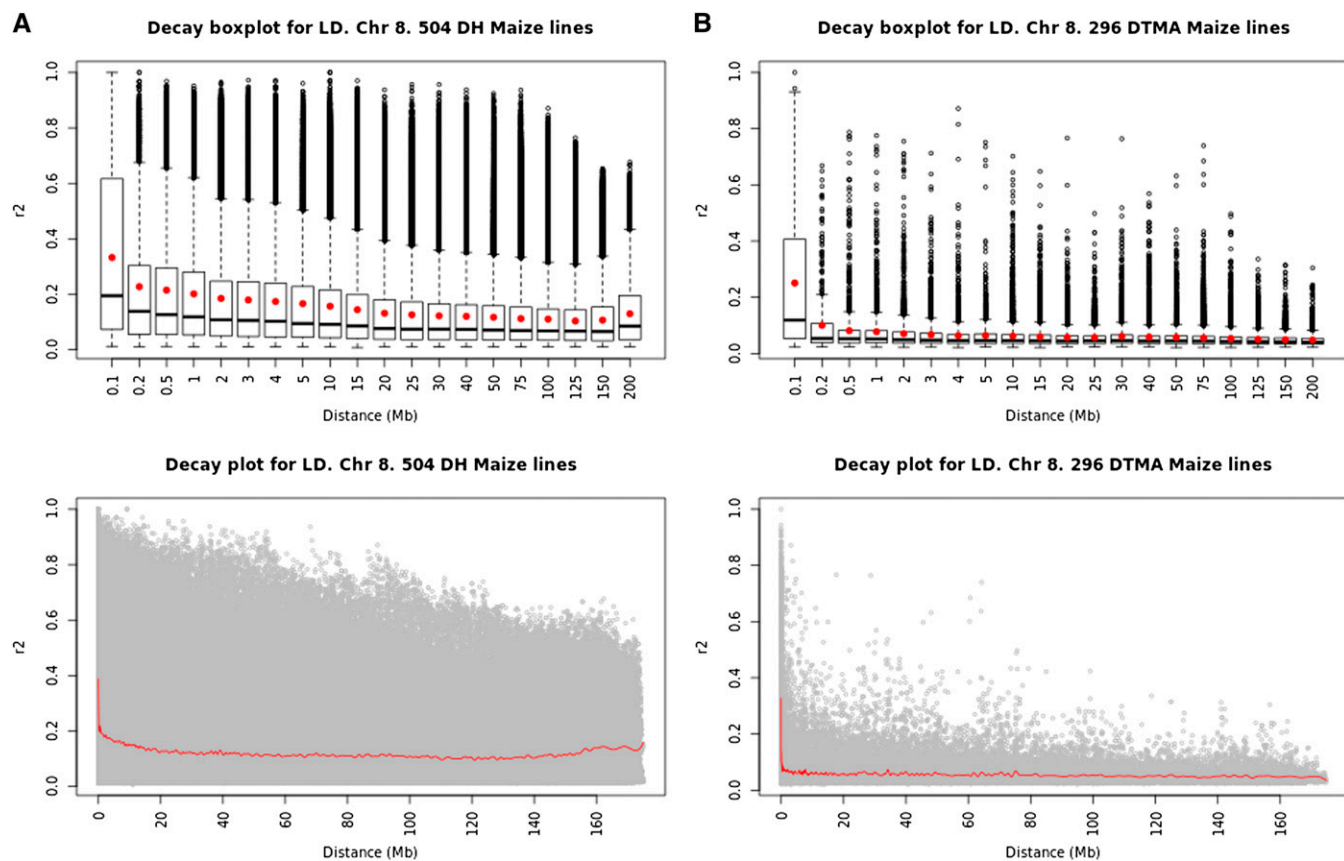 A
Decay boxplot for LD. Chr 8. 504 DH Maize lines
r2
0.0 0.2 0.4 0.6 0.8 1.0
0.1 0.2 0.5 1 2 3 4 5 10 15 20 25 30 40 50 75 100 125 150 200
Distance (Mb)
B
Decay boxplot for LD. Chr 8. 296 DTMA Maize lines
r2
0.0 0.2 0.4 0.6 0.8 1.0
0.1 0.2 0.5 1 2 3 4 5 10 15 20 25 30 40 50 75 100 125 150 200
Distance (Mb)
Decay plot for LD. Chr 8. 504 DH Maize lines
r2
0.0 0.2 0.4 0.6 0.8 1.0
0 20 40 60 80 100 120 140 160
Distance (Mb)
Decay plot for LD. Chr 8. 296 DTMA Maize lines
r2
0.0 0.2 0.4 0.6 0.8 1.0
0 20 40 60 80 100 120 140 160
Distance (Mb)